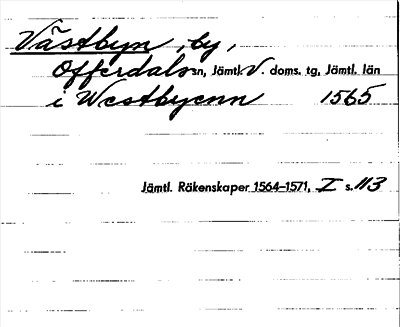 Västbyn, by,
Offerdals sn, Jämtl. V. doms. tg, Jämtl. län
i Westbyenn 1565
Jämtl. Räkenskaper 1564–1571, I s. 113